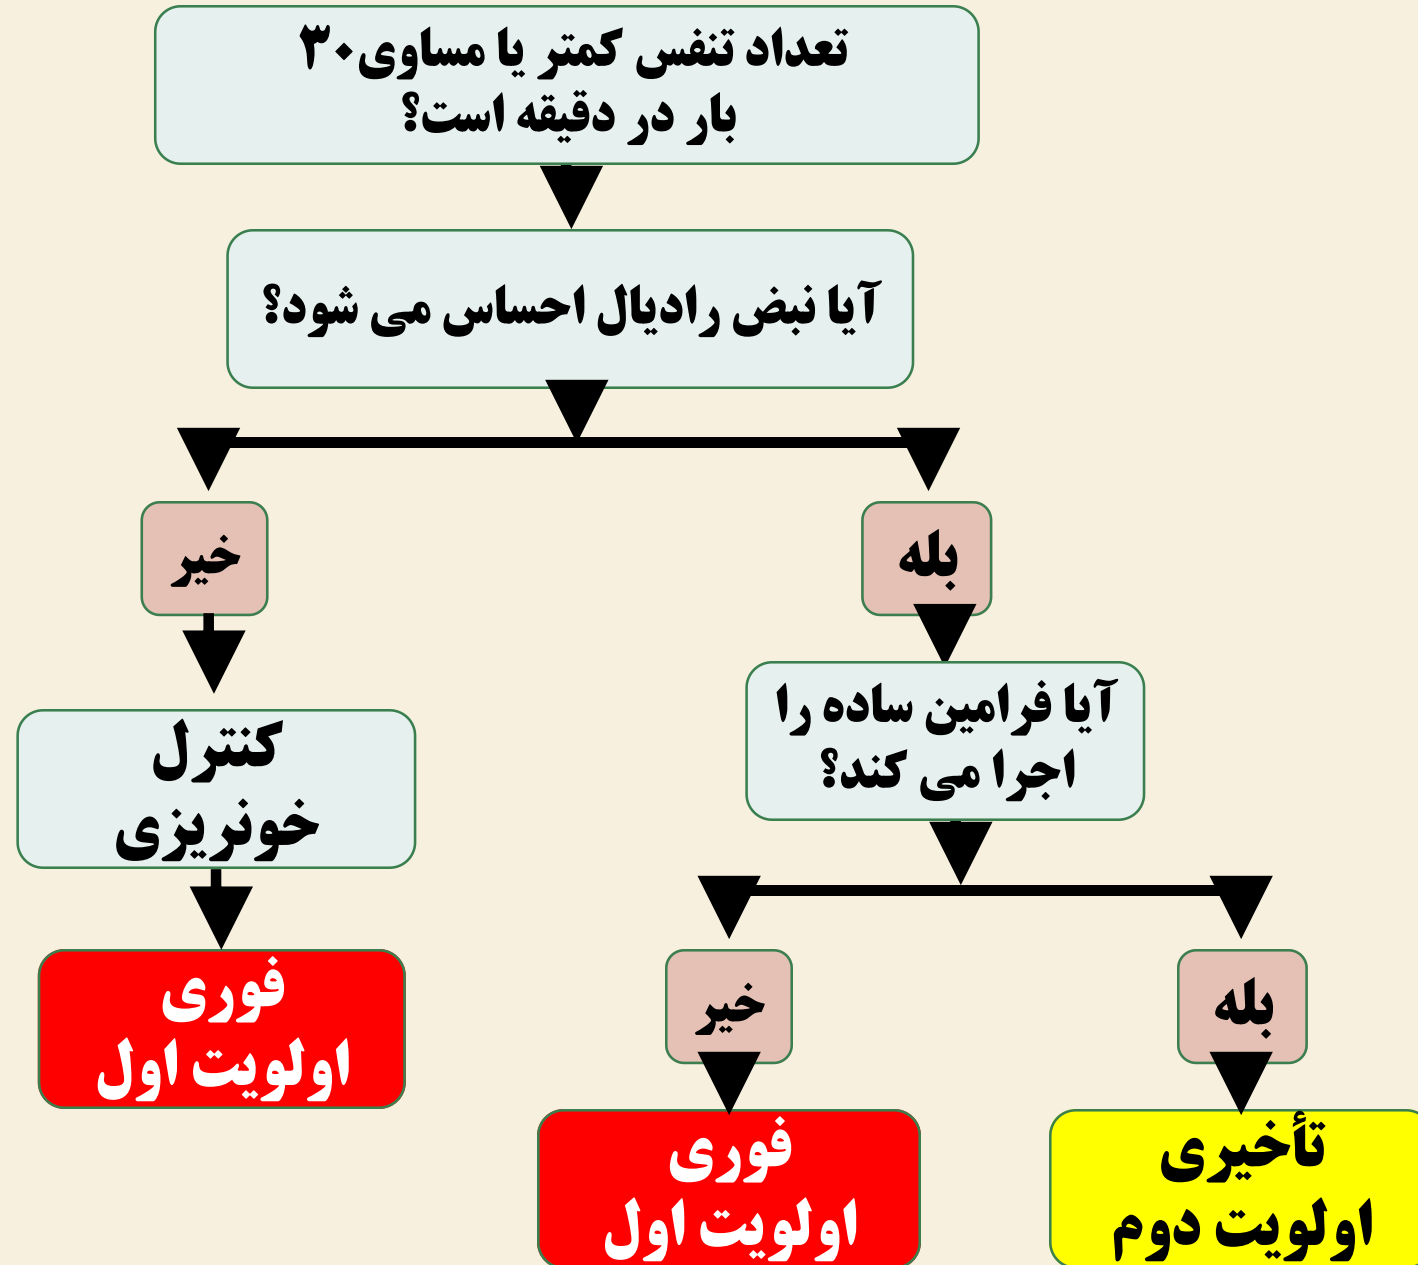 تعداد تنفس کمتر یا مساوی۳۰
بار در دقیقه است؟
آیا نبض رادیال احساس می شود؟
بله
خیر
آیا فرامین ساده را
اجرا می کند؟
کنترل
خونریزی
بله
خیر
فوری
اولویت اول
تأخیری
اولویت دوم
فوری
اولویت اول